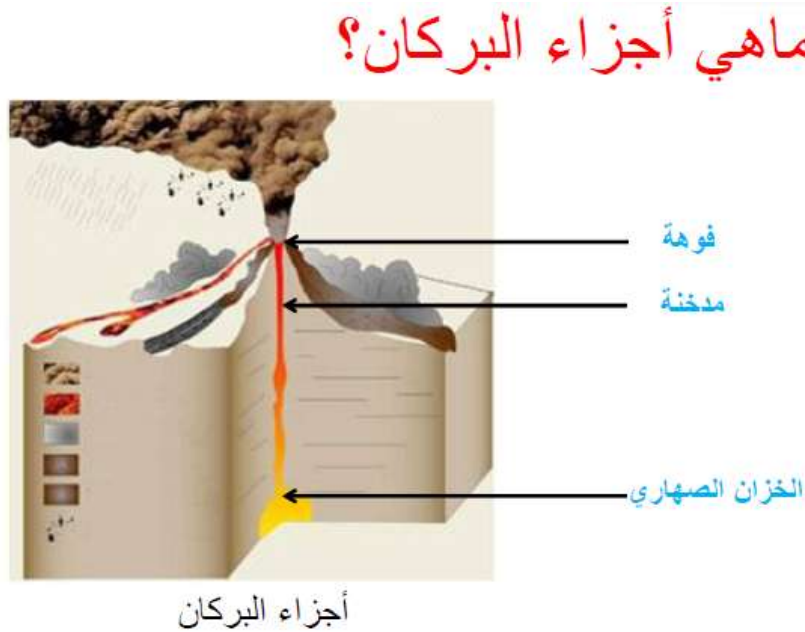 ماهي أجزاء البركان؟
فوهة
مدخنة
الخزان الصهاري
أجزاء البركان